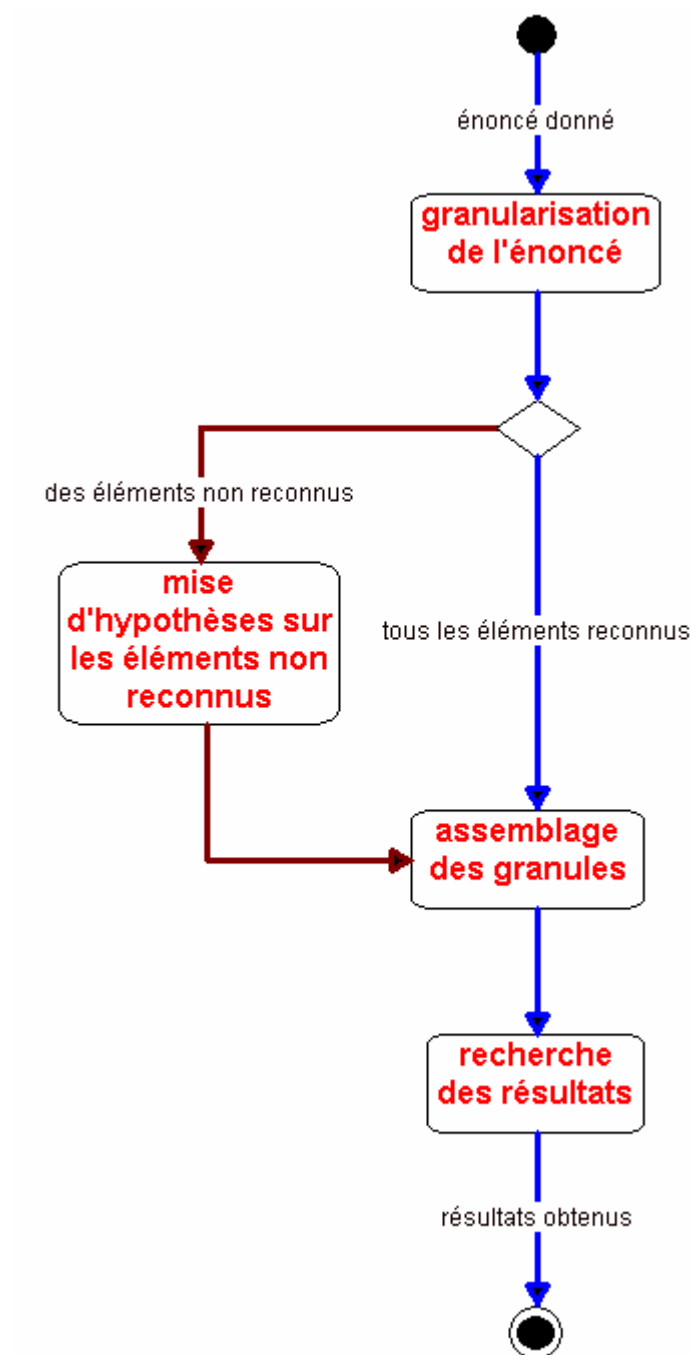 énoncé donné
granularisation
de l'énoncé
des éléments non reconnus
mise
d'hypothèses sur
les éléments non
reconnus
tous les éléments reconnus
assemblage
des granules
recherche
des résultats
résultats obtenus